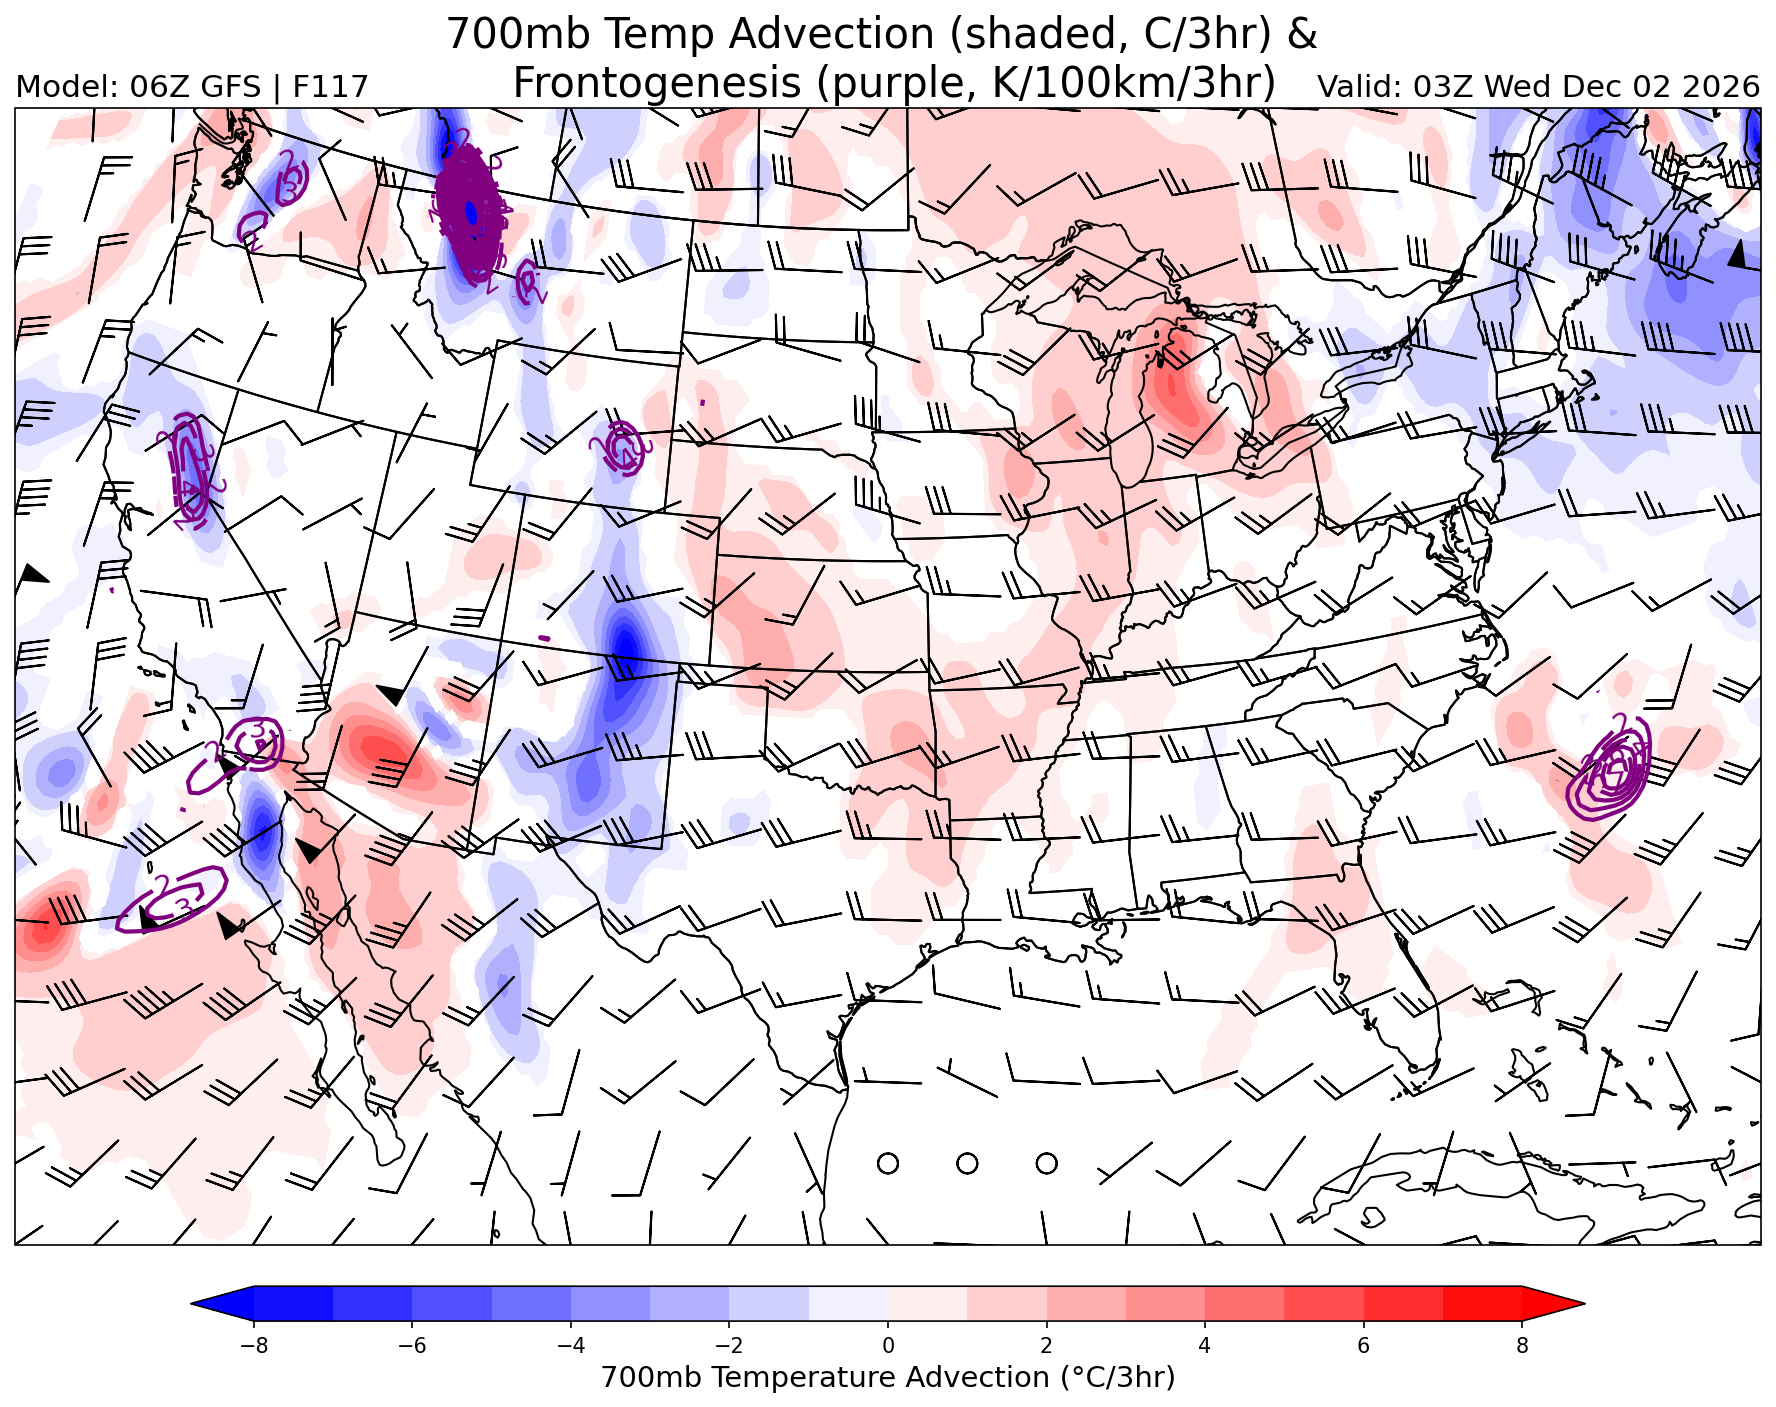 700mb Temp Advection (shaded, C/3hr) &
Model: 06Z GFS | F117
Frontogenesis (purple, K/100km/3hr)
Valid: 03Z Wed Dec 02 2026
−8 −6 −4 −2 0 2 4 6 8
700mb Temperature Advection (°C/3hr)